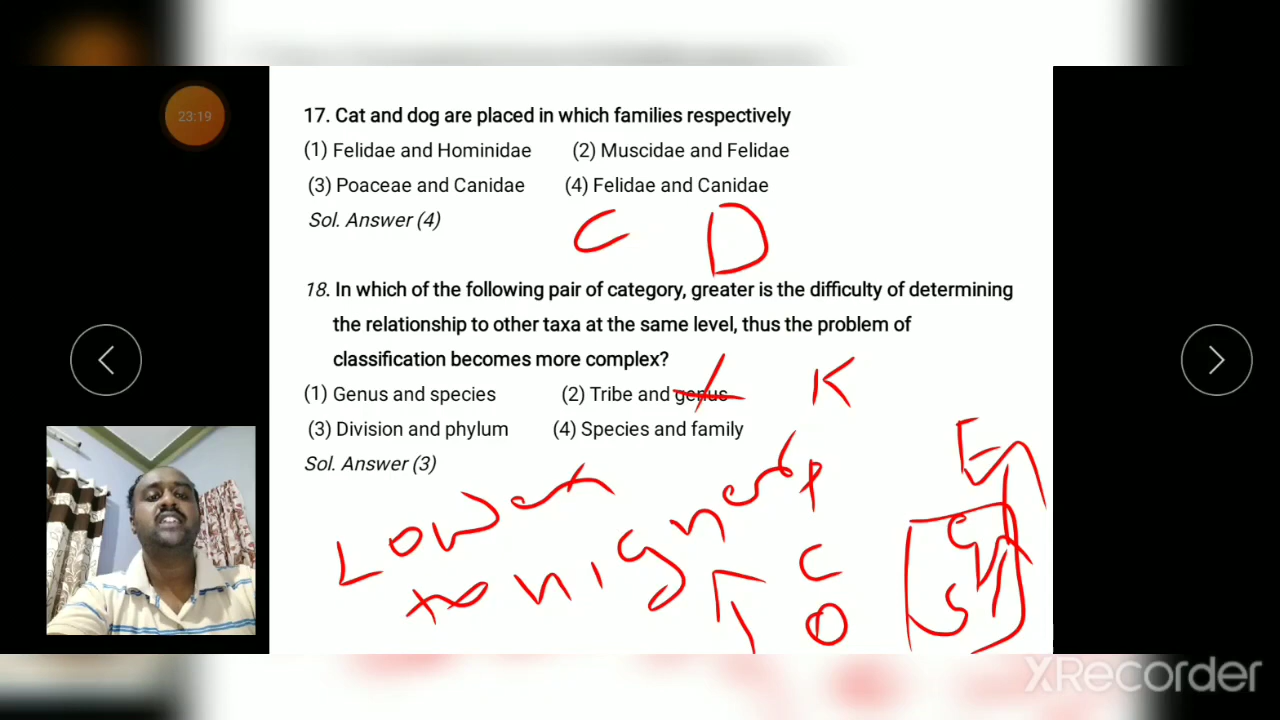 23:19
17. Cat and dog are placed in which families respectively
(1) Felidae and Hominidae (2) Muscidae and Felidae
(3) Poaceae and Canidae (4) Felidae and Canidae
Sol. Answer (4)
C D
18. In which of the following pair of category, greater is the difficulty of determining
the relationship to other taxa at the same level, thus the problem of
classification becomes more complex?
(1) Genus and species (2) Tribe and genus
K
(3) Division and phylum (4) Species and family
Sol. Answer (3)
P
Lowest
to
C
O
S
XRecorder